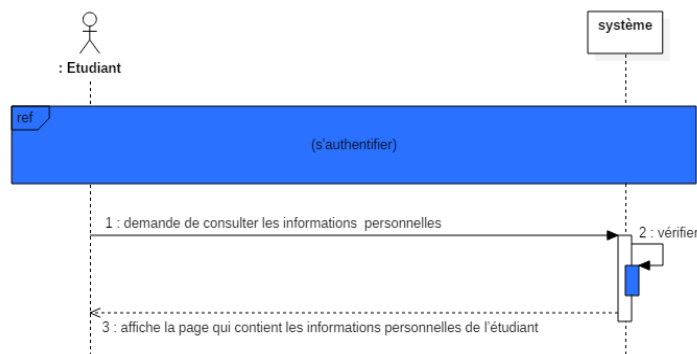 système
: Etudiant
ref
(s'authentifier)
1 : demande de consulter les informations personnelles
2 : vérifier
3 : affiche la page qui contient les informations personnelles de l'étudiant